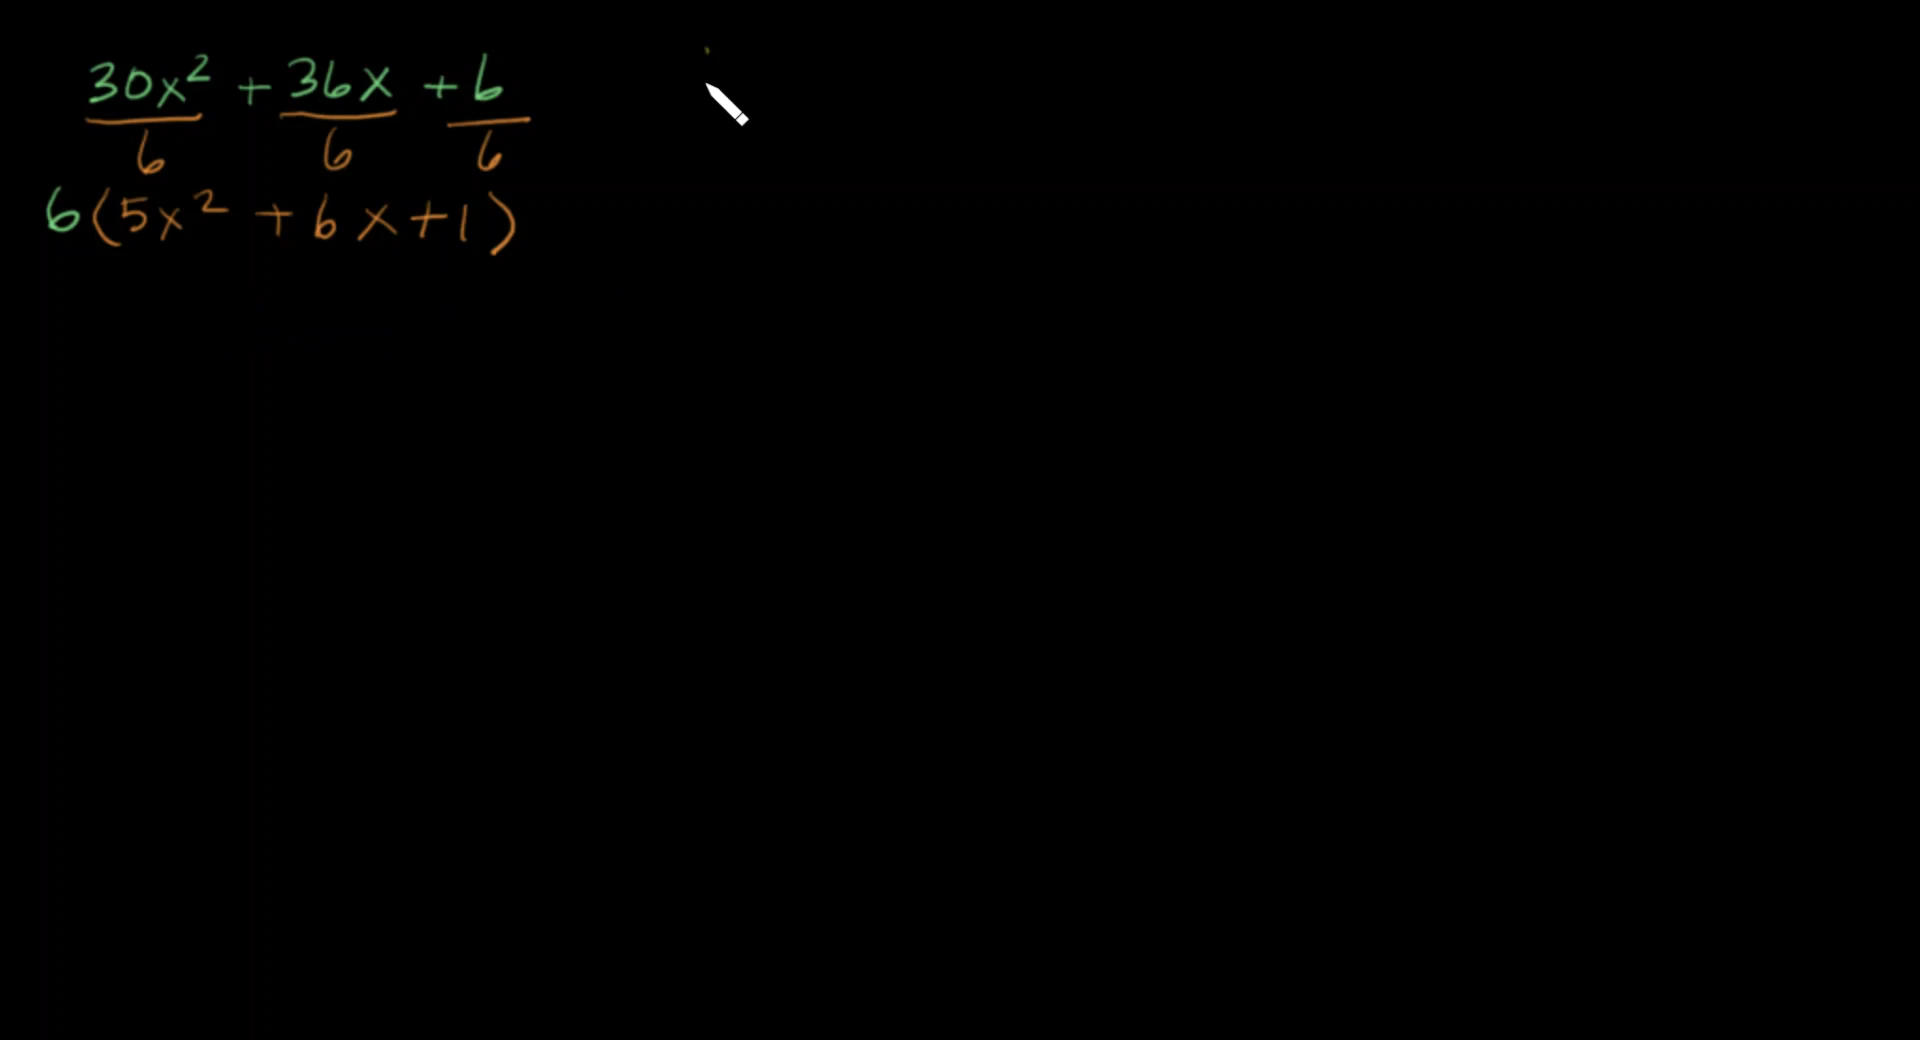 30x² + 36x + 6
6 6 6
6(5x² + 6x + 1)